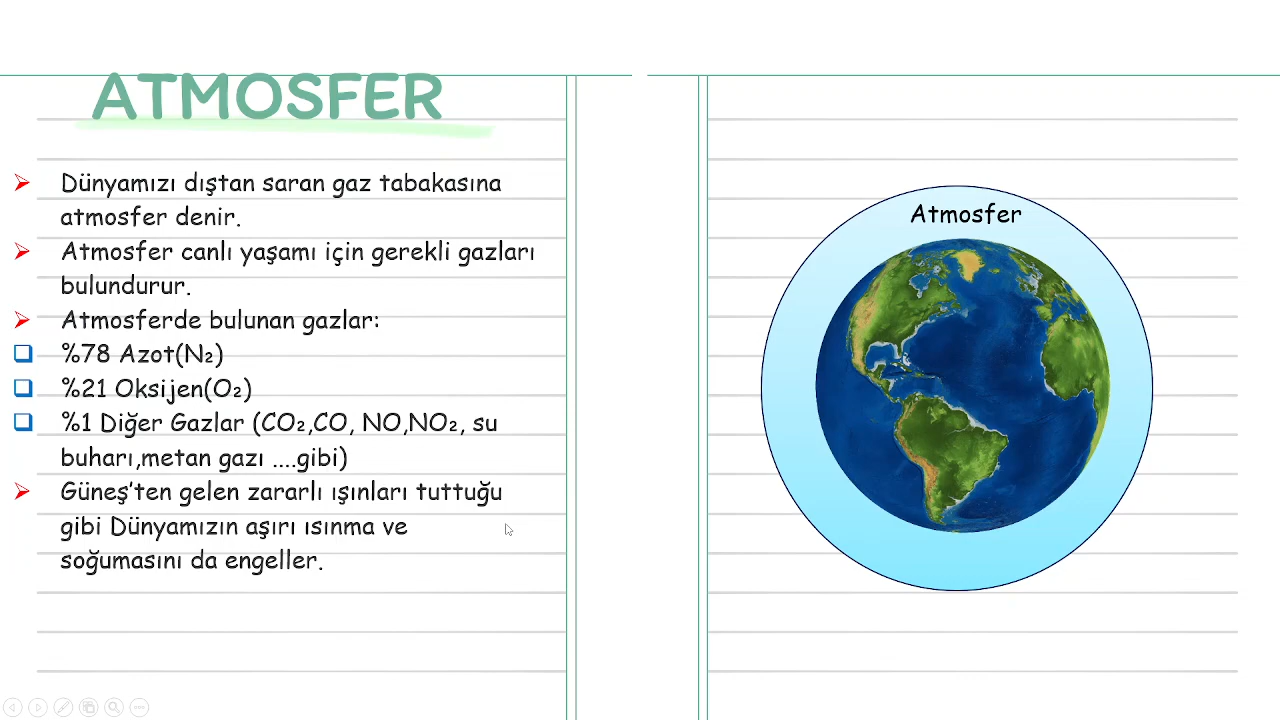 ATMOSFER
Dünyamızı dıştan saran gaz tabakasına
atmosfer denir.
Atmosfer canlı yaşamı için gerekli gazları
bulundurur.
Atmosferde bulunan gazlar:
%78 Azot(N₂)
%21 Oksijen(O₂)
%1 Diğer Gazlar (CO₂,CO, NO,NO₂, su
buharı,metan gazı ....gibi)
Güneş’ten gelen zararlı ışınları tuttuğu
gibi Dünyamızın aşırı ısınma ve
soğumasını da engeller.
Atmosfer